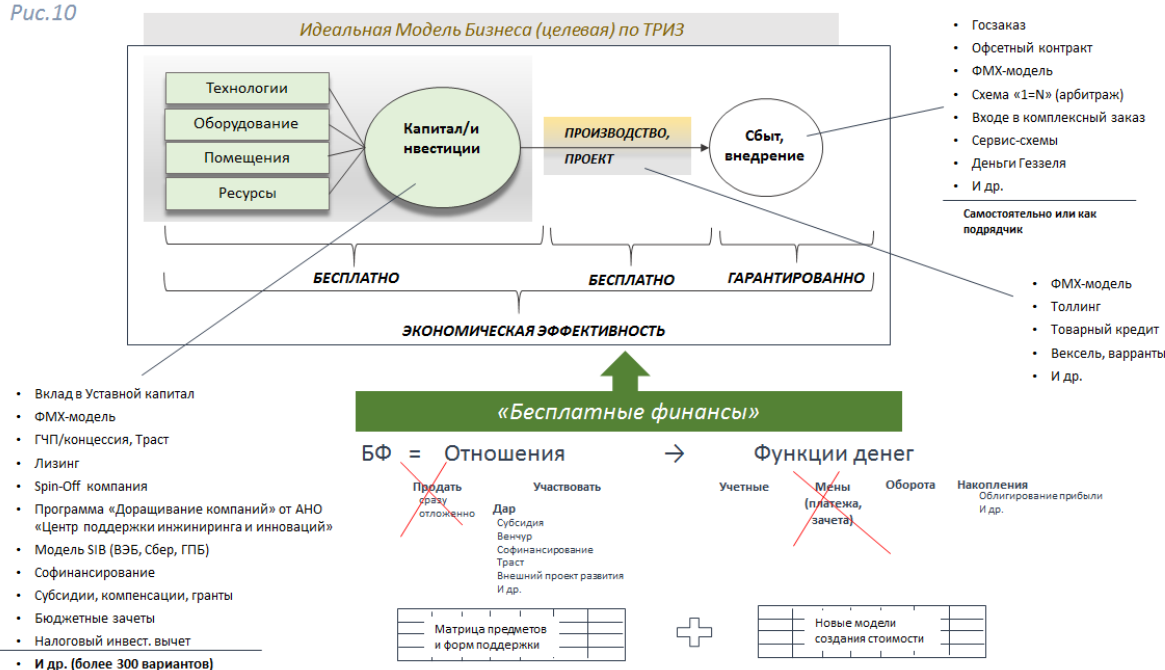 Рис.10
Идеальная Модель Бизнеса (целевая) по ТРИЗ
Технологии
Оборудование
Помещения
Ресурсы
Капитал/и
нвестиции
ПРОИЗВОДСТВО,
ПРОЕКТ
Сбыт,
внедрение
БЕСПЛАТНО
БЕСПЛАТНО
ГАРАНТИРОВАННО
ЭКОНОМИЧЕСКАЯ ЭФФЕКТИВНОСТЬ
• Госзаказ
• Офсетный контракт
• ФМХ-модель
• Схема «1=N» (арбитраж)
• Входе в комплексный заказ
• Сервис-схемы
• Деньги Геззеля
• И др.
Самостоятельно или как
подрядчик
• ФМХ-модель
• Толлинг
• Товарный кредит
• Вексель, варранты
• И др.
• Вклад в Уставной капитал
• ФМХ-модель
• ГЧП/концессия, Траст
• Лизинг
• Spin-Off компания
• Программа «Доращивание компаний» от АНО
«Центр поддержки инжиниринга и инноваций»
• Модель SIB (ВЭБ, Сбер, ГПБ)
• Софинансирование
• Субсидии, компенсации, гранты
• Бюджетные зачеты
• Налоговый инвест. вычет
• И др. (более 300 вариантов)
«Бесплатные финансы»
БФ = Отношения → Функции денег
Продать
сразу
отложенно
Участвовать
Дар
Субсидия
Венчур
Софинансирование
Траст
Внешний проект развития
И др.
Учетные
Мены
(платежа,
зачета)
Оборота
Накопления
Облигирование прибыли
И др.
Матрица предметов
и форм поддержки
Новые модели
создания стоимости